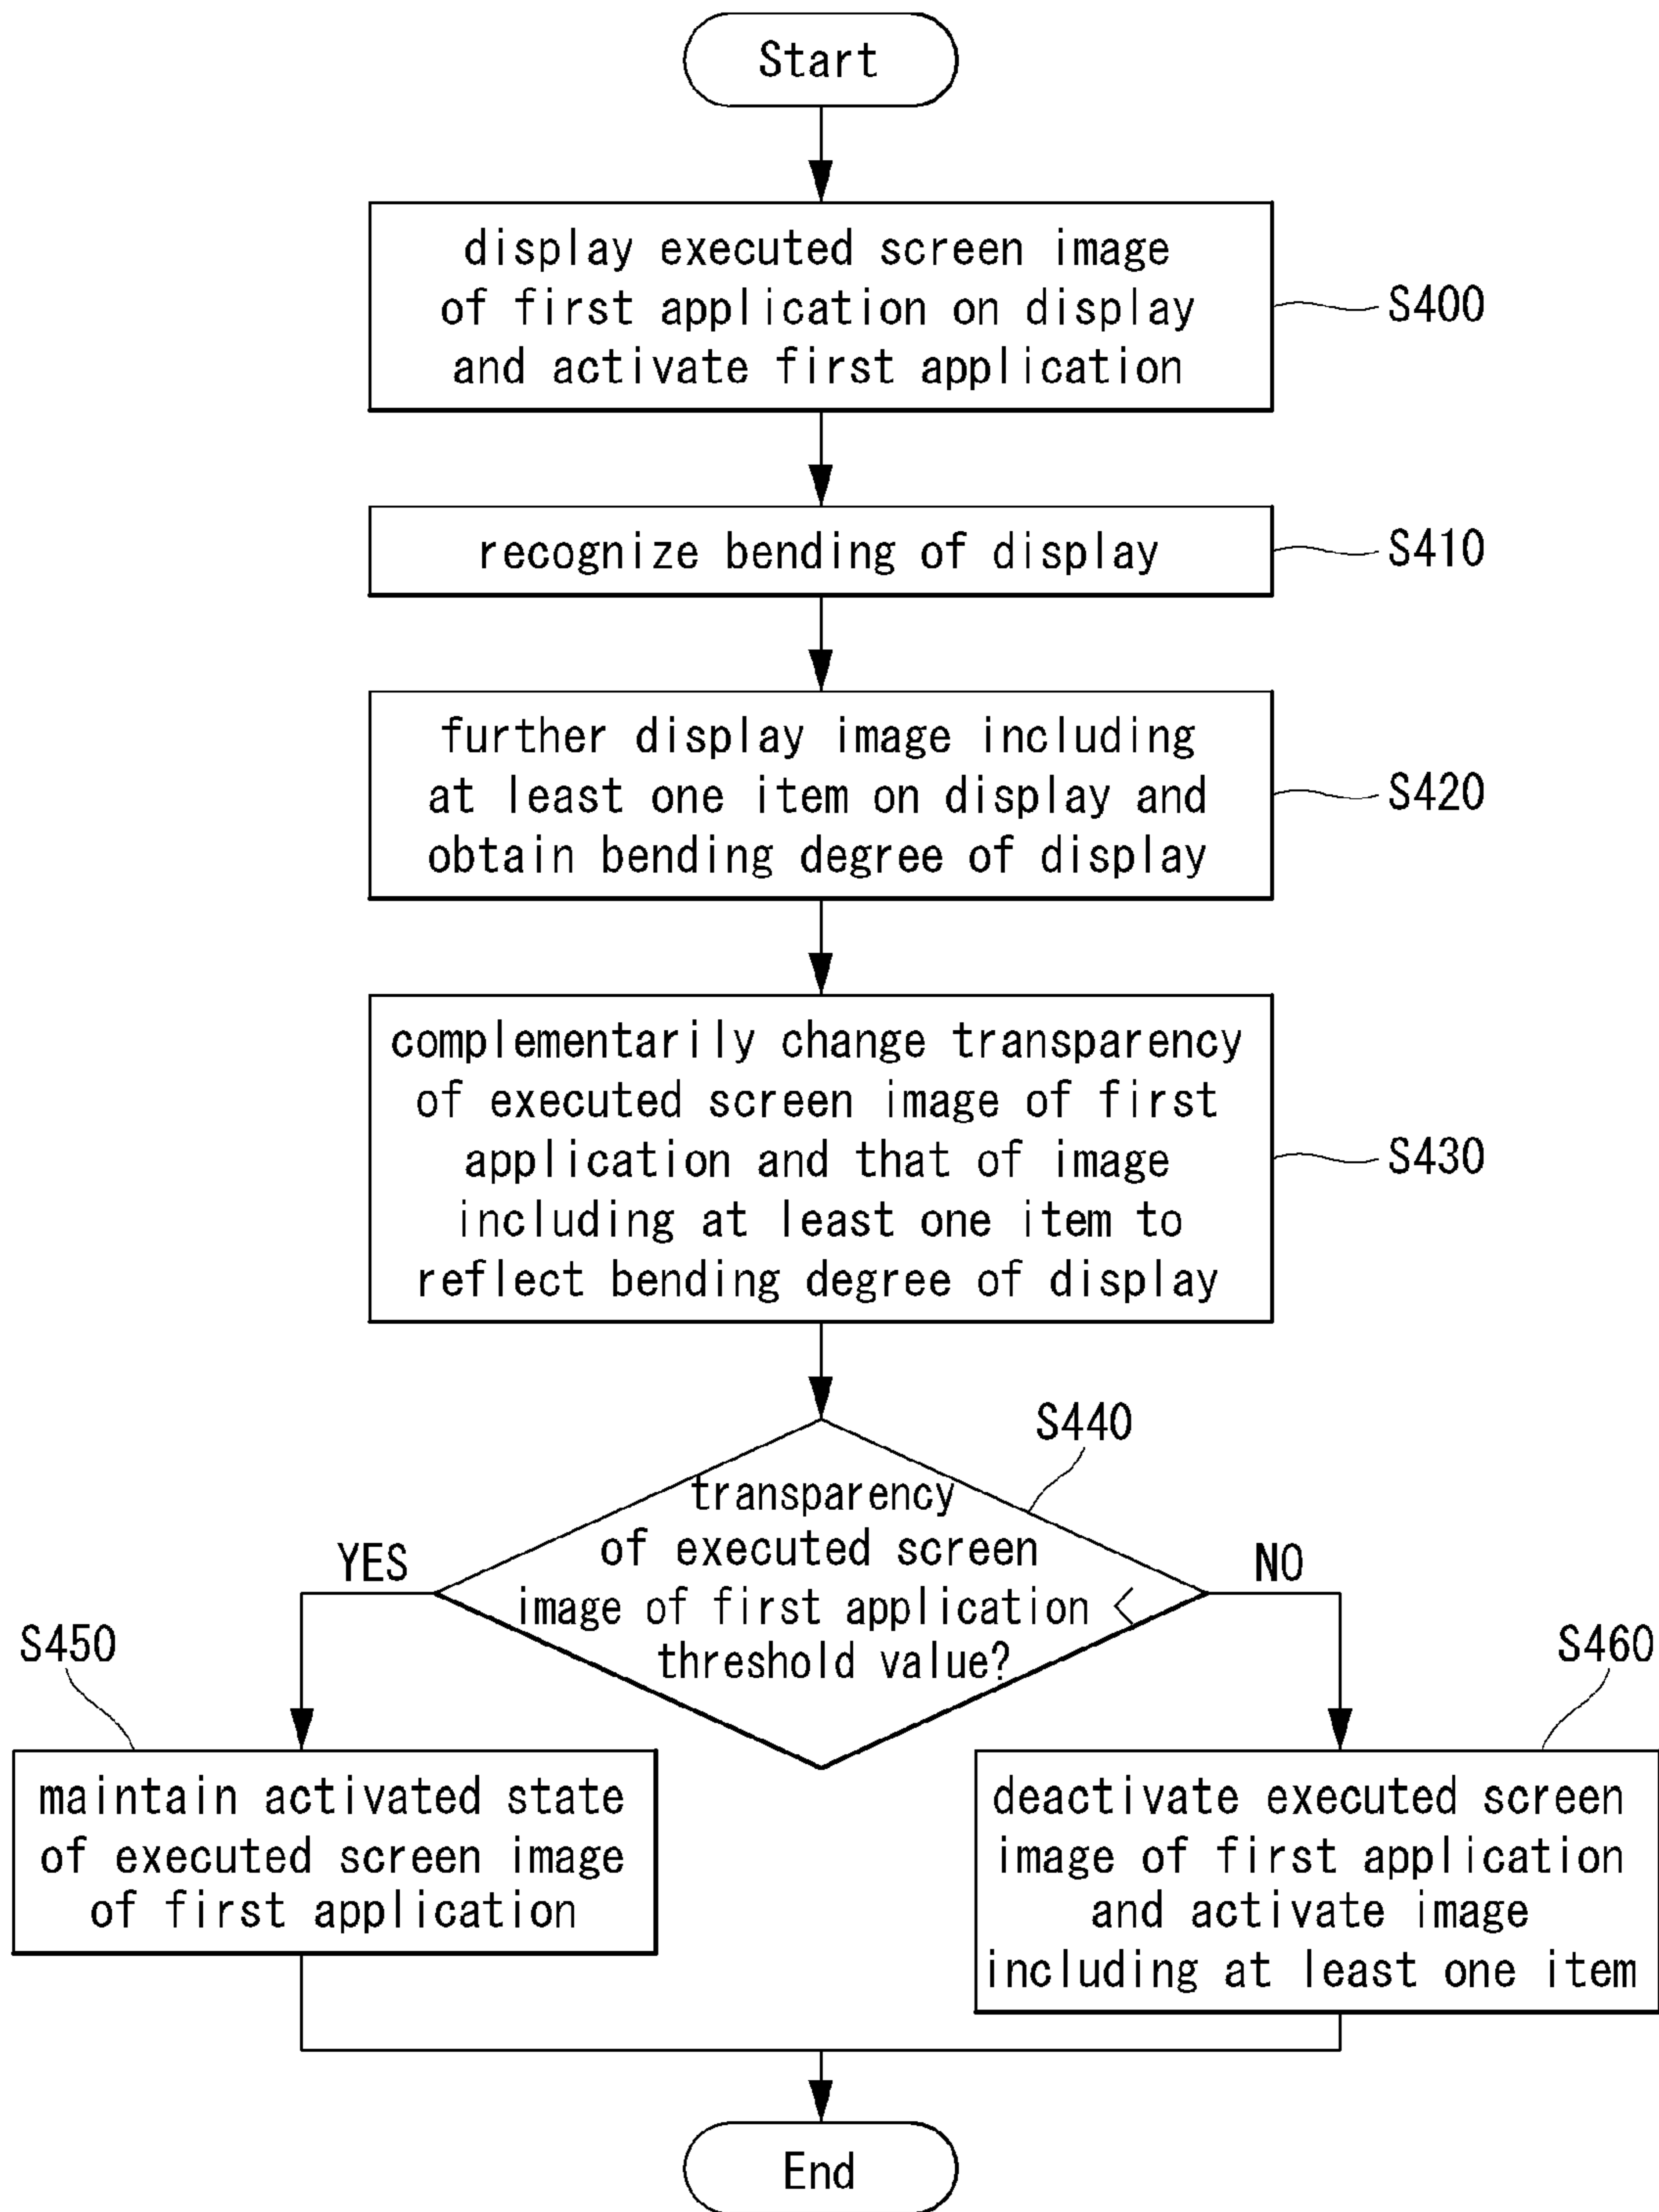 Start
display executed screen image
of first application on display
and activate first application
S400
recognize bending of display
S410
further display image including
at least one item on display and
obtain bending degree of display
S420
complementarily change transparency
of executed screen image of first
application and that of image
including at least one item to
reflect bending degree of display
S430
S440
transparency
of executed screen
image of first application <
threshold value?
YES
NO
S450
maintain activated state
of executed screen image
of first application
S460
deactivate executed screen
image of first application
and activate image
including at least one item
End